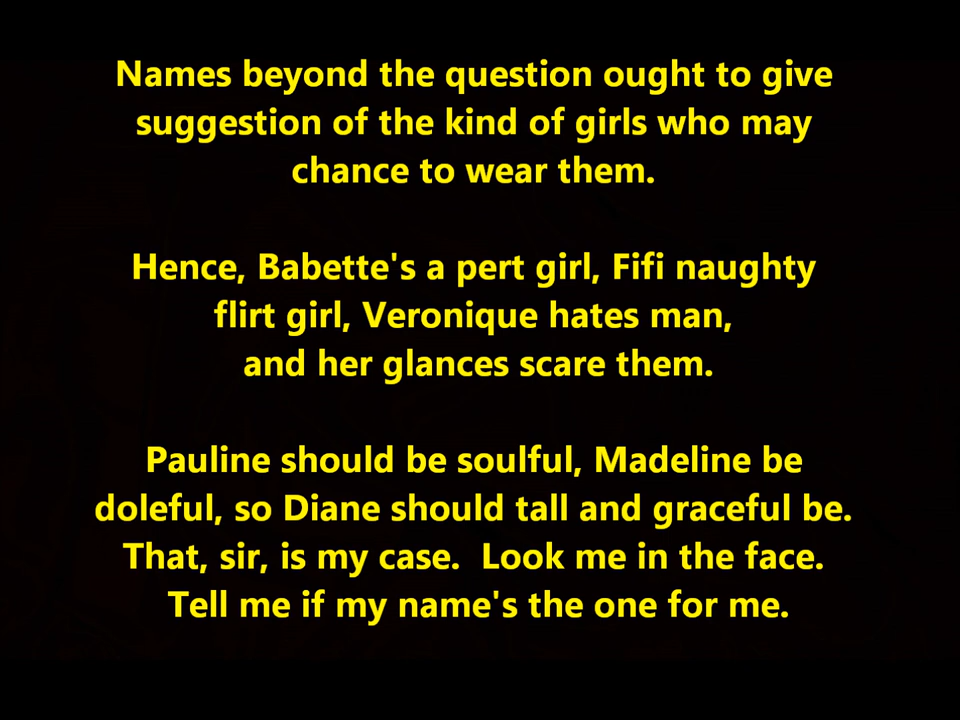 Names beyond the question ought to give
suggestion of the kind of girls who may
chance to wear them.
Hence, Babette's a pert girl, Fifi naughty
flirt girl, Veronique hates man,
and her glances scare them.
Pauline should be soulful, Madeline be
doleful, so Diane should tall and graceful be.
That, sir, is my case.  Look me in the face.
Tell me if my name's the one for me.